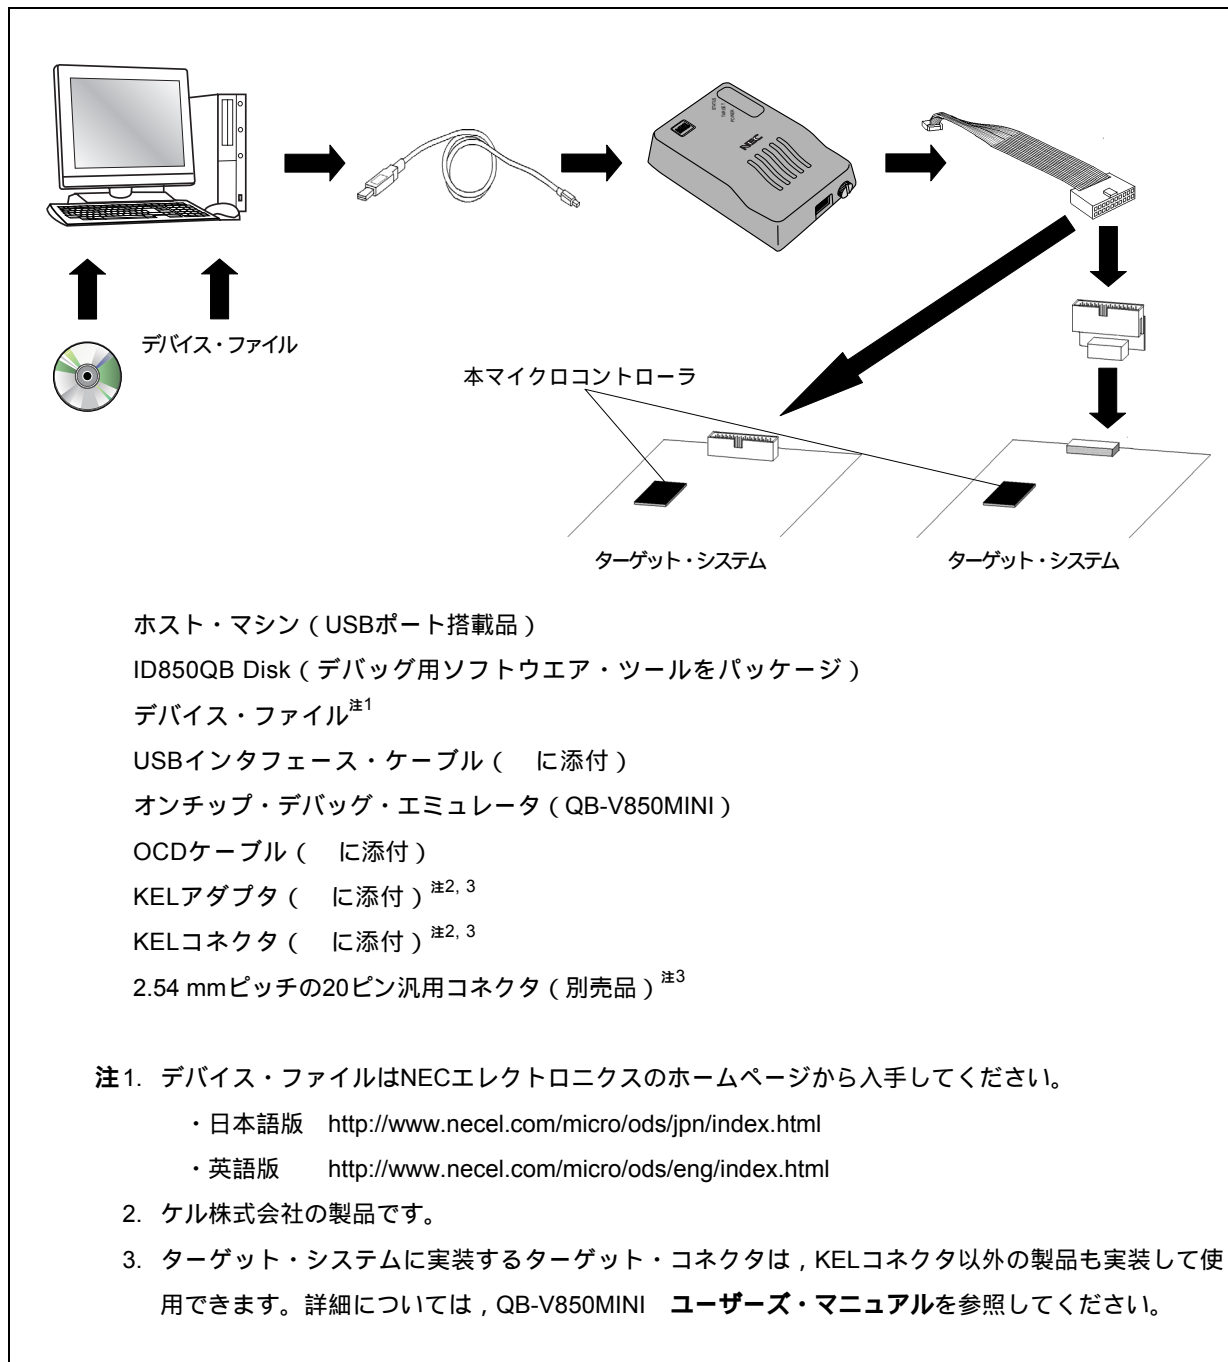 STATUS
TARGET
POWER
NEC
デバイス・ファイル
本マイクロコントローラ
ターゲット・システム
ターゲット・システム
ホスト・マシン（USBポート搭載品）
ID850QB Disk（デバッグ用ソフトウエア・ツールをパッケージ）
デバイス・ファイル注1
USBインタフェース・ケーブル（　に添付）
オンチップ・デバッグ・エミュレータ（QB-V850MINI）
OCDケーブル（　に添付）
KELアダプタ（　に添付）注2, 3
KELコネクタ（　に添付）注2, 3
2.54 mmピッチの20ピン汎用コネクタ（別売品）注3
注1. デバイス・ファイルはNECエレクトロニクスのホームページから入手してください。
・日本語版　http://www.necel.com/micro/ods/jpn/index.html
・英語版　　http://www.necel.com/micro/ods/eng/index.html
2. ケル株式会社の製品です。
3. ターゲット・システムに実装するターゲット・コネクタは，KELコネクタ以外の製品も実装して使
用できます。詳細については，QB-V850MINI　ユーザーズ・マニュアルを参照してください。